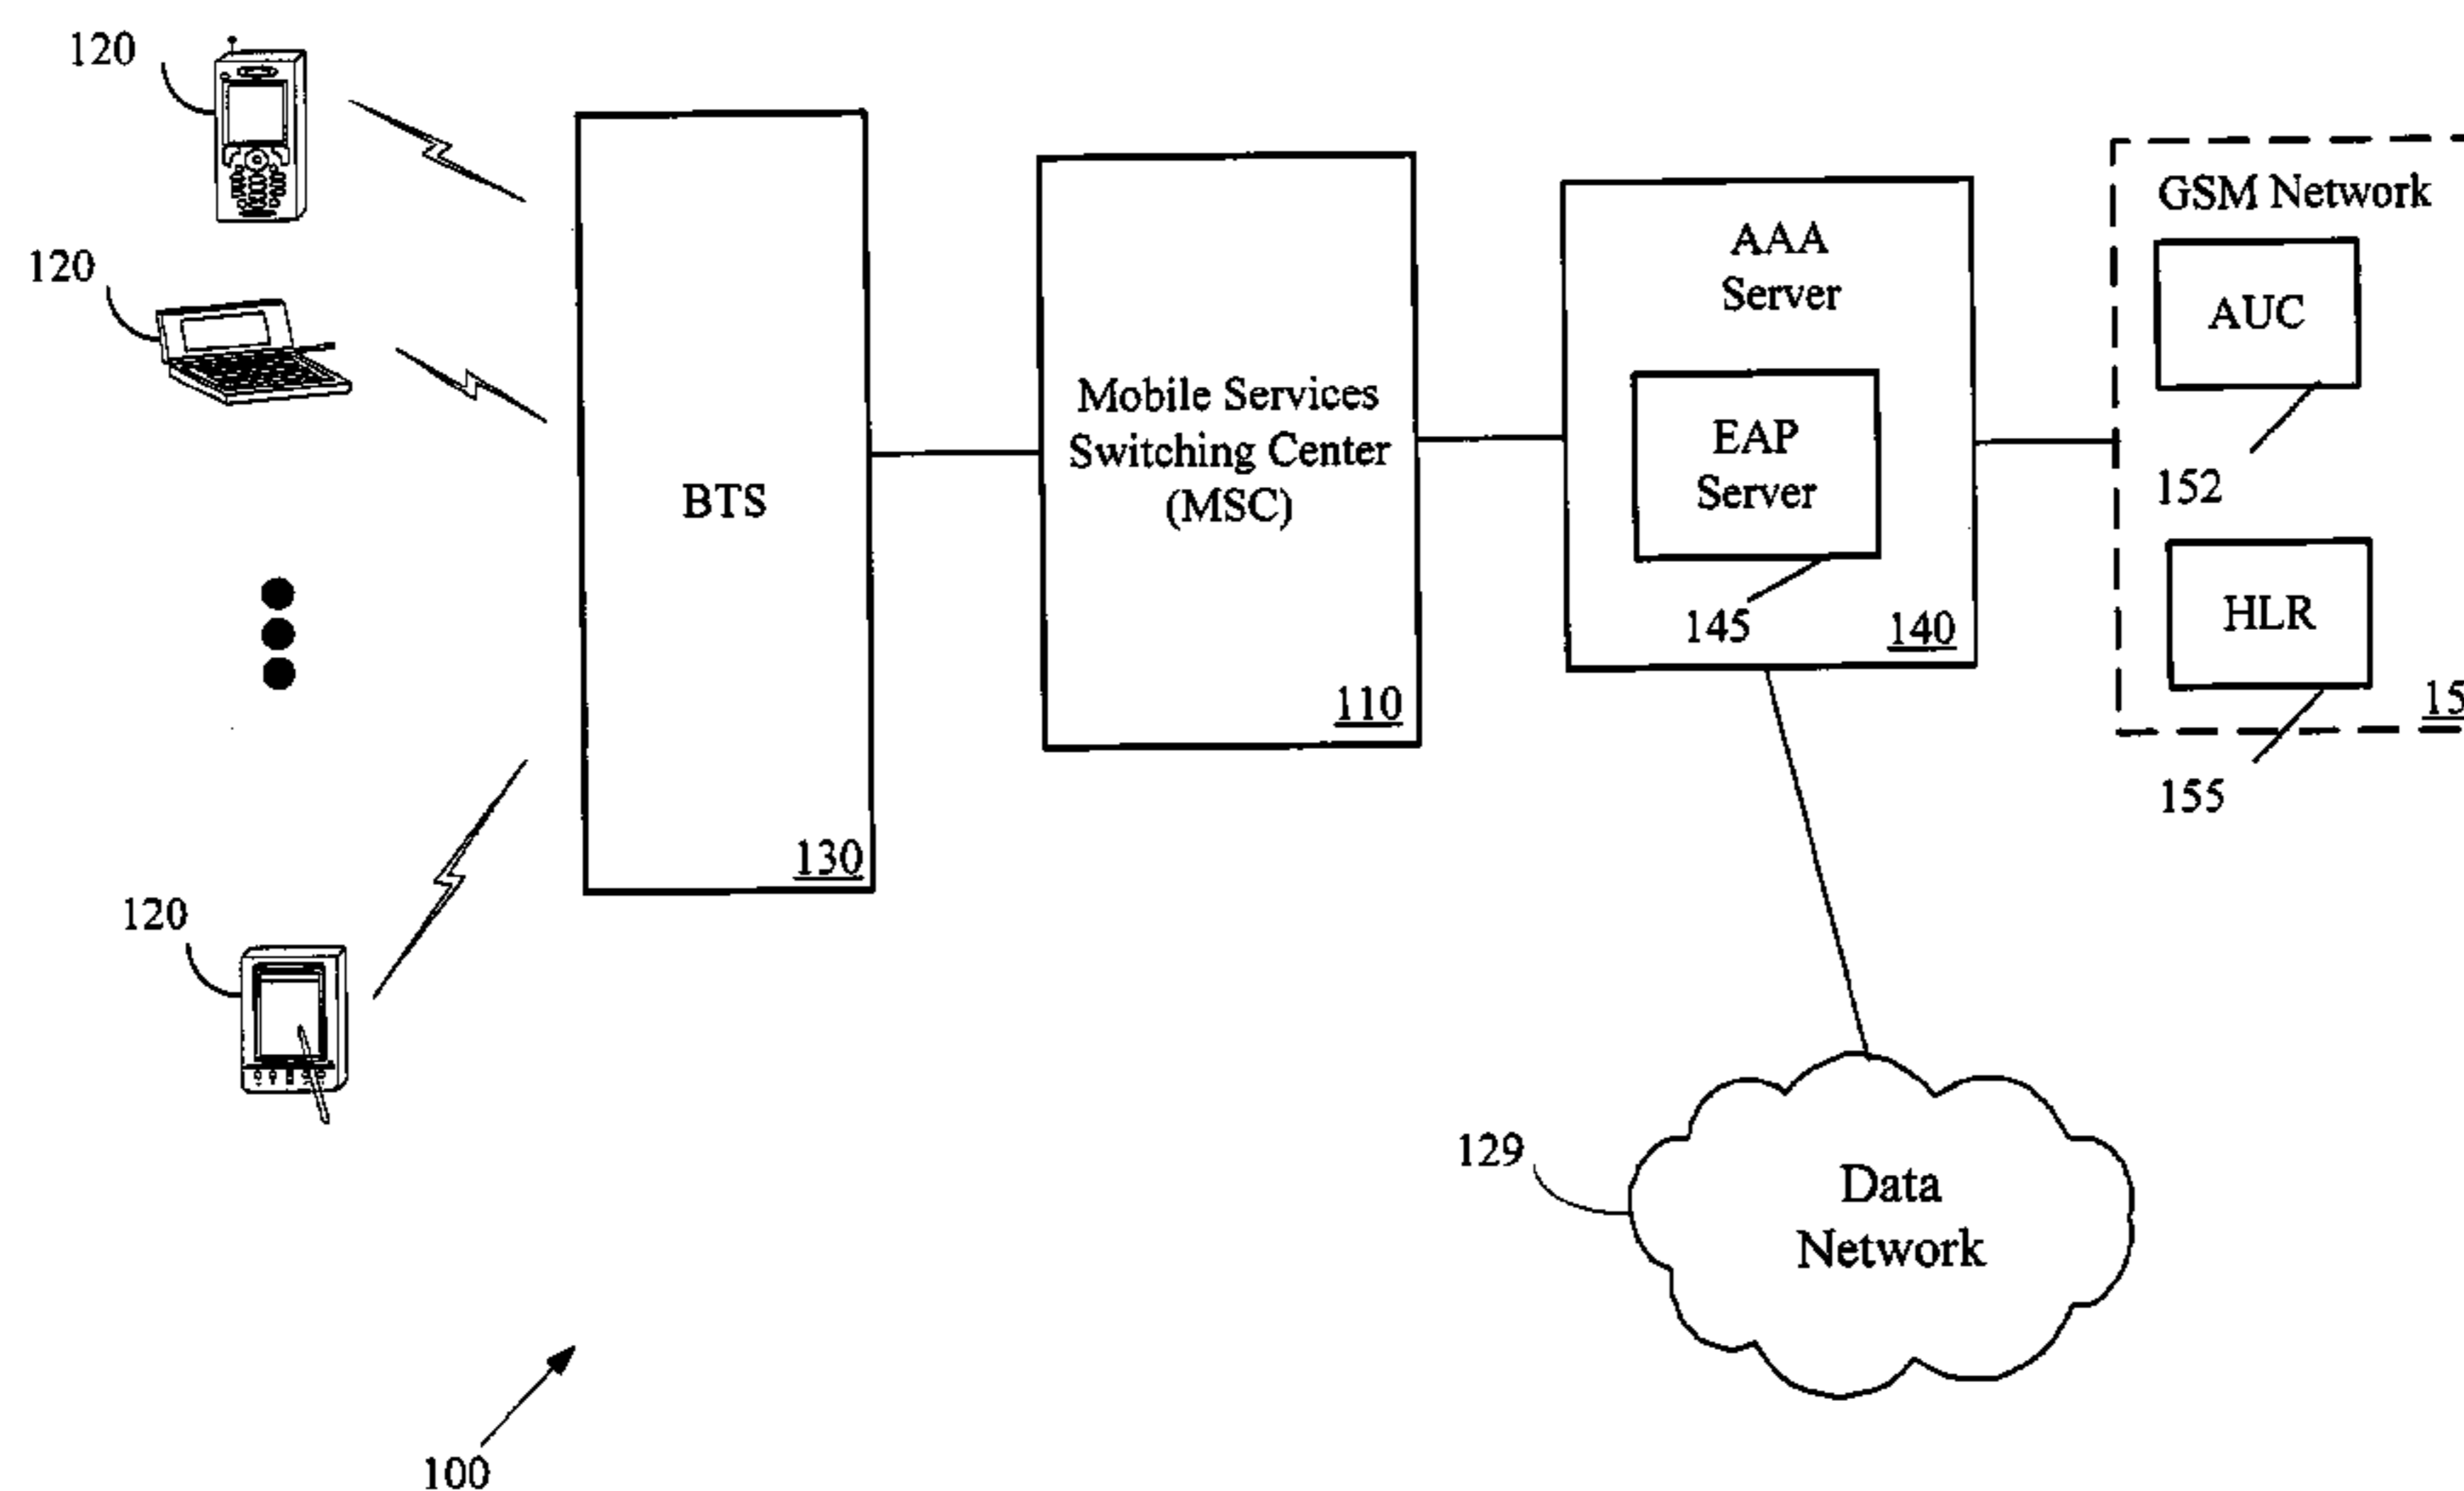 120
120
120
BTS
130
Mobile Services
Switching Center
(MSC)
110
AAA
Server
EAP
Server
145
140
GSM Network
AUC
152
HLR
15
155
129
Data
Network
100